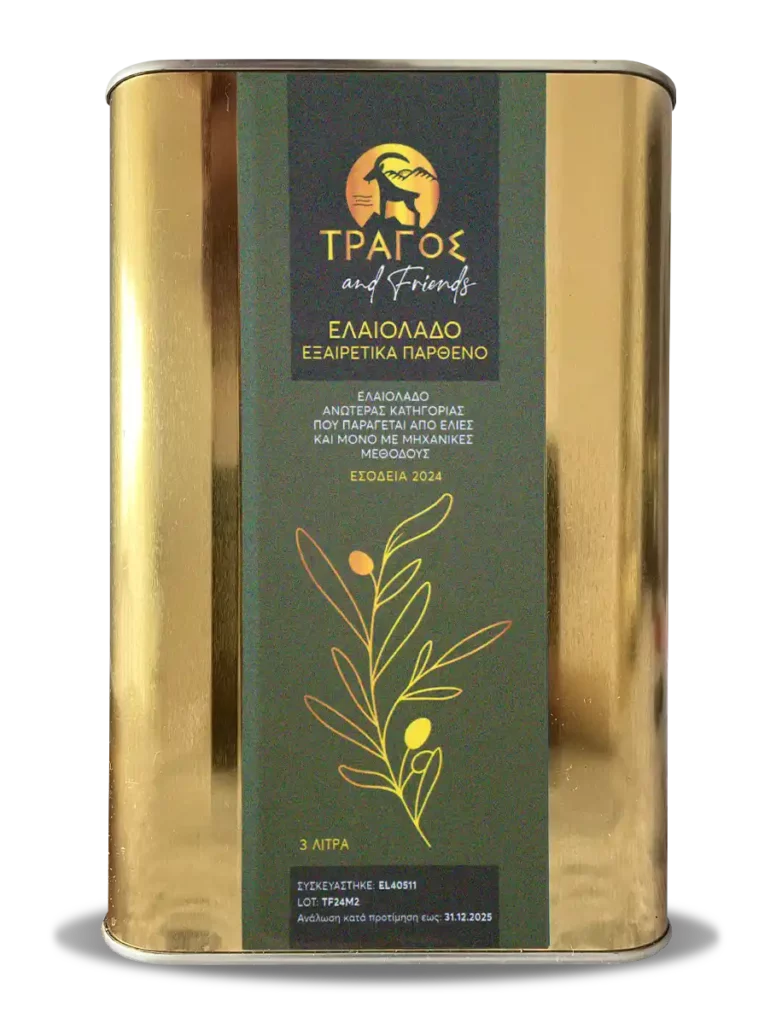 ΤΡΑΓΟΣ
and Friends
ΕΛΑΙΟΛΑΔΟ
ΕΞΑΙΡΕΤΙΚΑ ΠΑΡΘΕΝΟ
ΕΛΑΙΟΛΑΔΟ
ΑΝΩΤΕΡΑΣ ΚΑΤΗΓΟΡΙΑΣ
ΠΟΥ ΠΑΡΑΓΕΤΑΙ ΑΠΟ ΕΛΙΕΣ
ΚΑΙ ΜΟΝΟ ΜΕ ΜΗΧΑΝΙΚΕΣ
ΜΕΘΟΔΟΥΣ
ΕΣΟΔΕΙΑ 2024
3 ΛΙΤΡΑ
ΣΥΣΚΕΥΑΣΤΗΚΕ: EL40511
LOT: TF24M2
Ανάλωση κατά προτίμηση εως: 31.12.2025